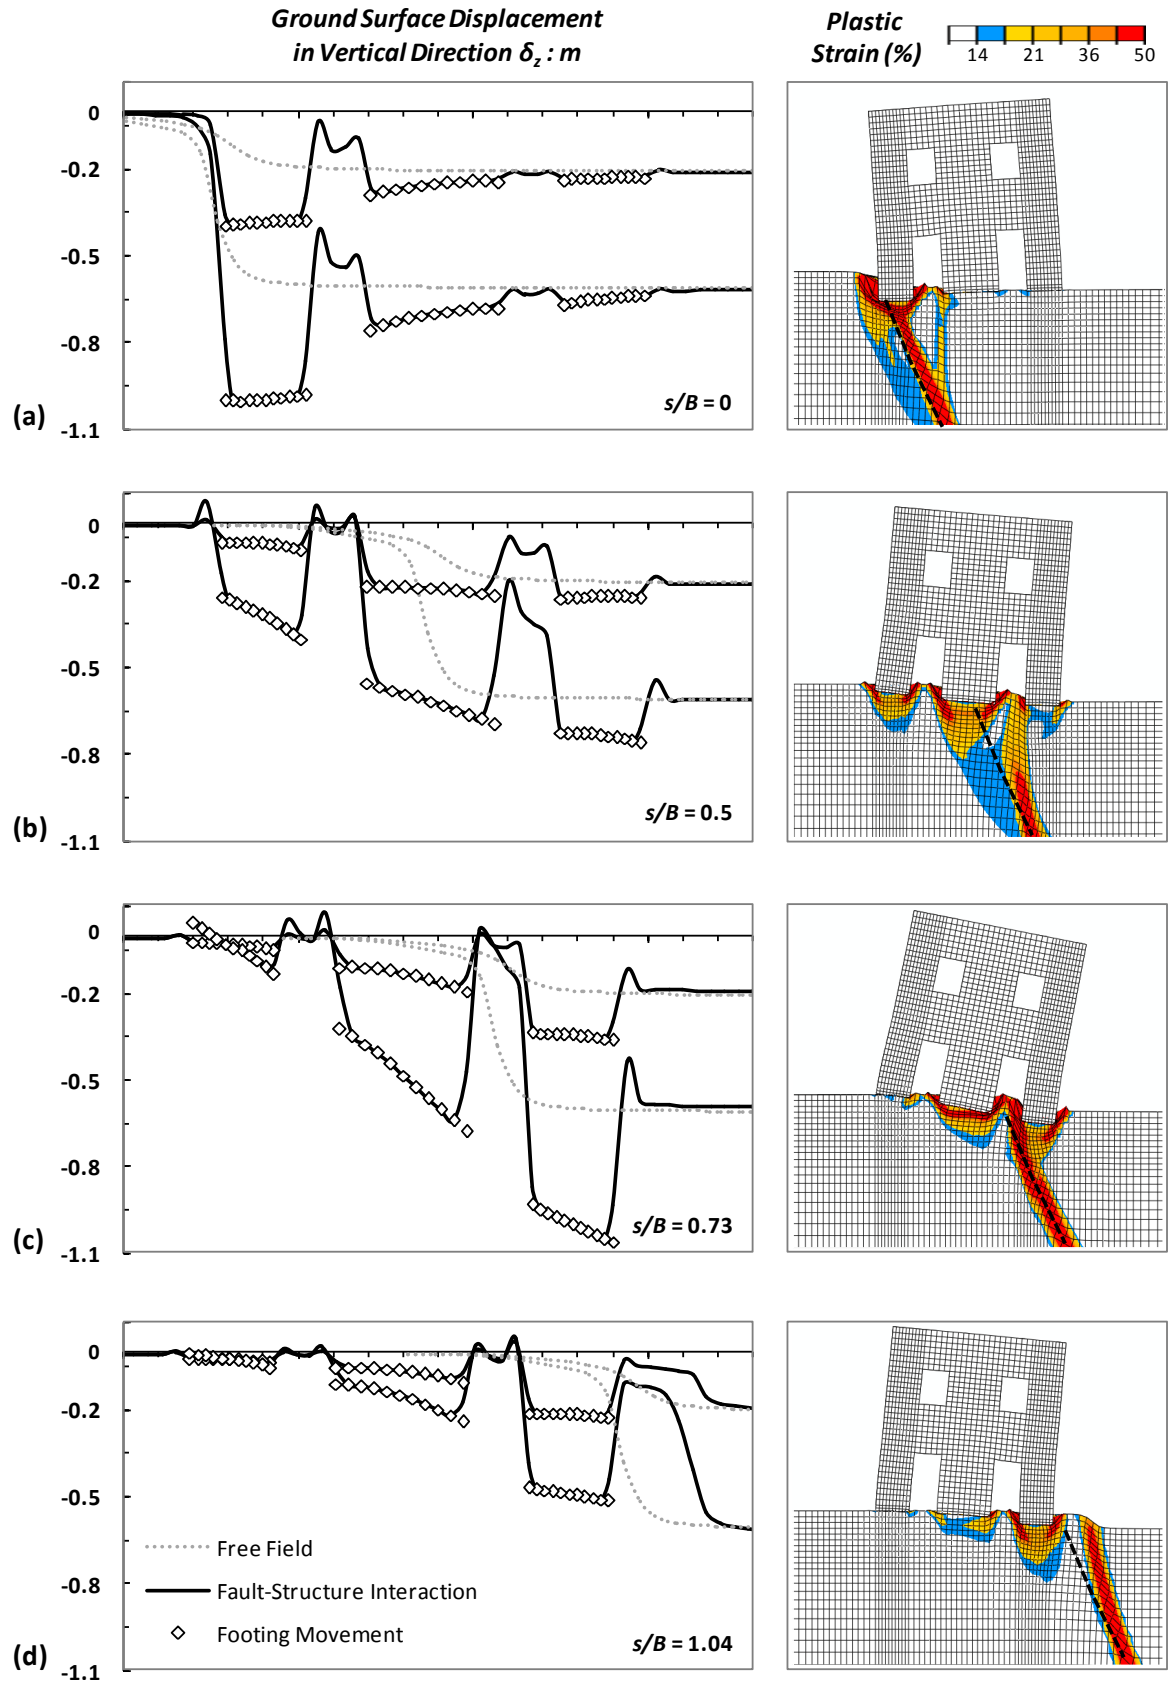 Ground Surface Displacement
in Vertical Direction δz : m
Plastic
Strain (%)
14 21 36 50
0
-0.2
-0.5
-0.8
-1.1
s/B = 0
(a)
0
-0.2
-0.5
-0.8
-1.1
s/B = 0.5
(b)
0
-0.2
-0.5
-0.8
-1.1
s/B = 0.73
(c)
0
-0.2
-0.5
-0.8
-1.1
Free Field
Fault-Structure Interaction
Footing Movement
s/B = 1.04
(d)